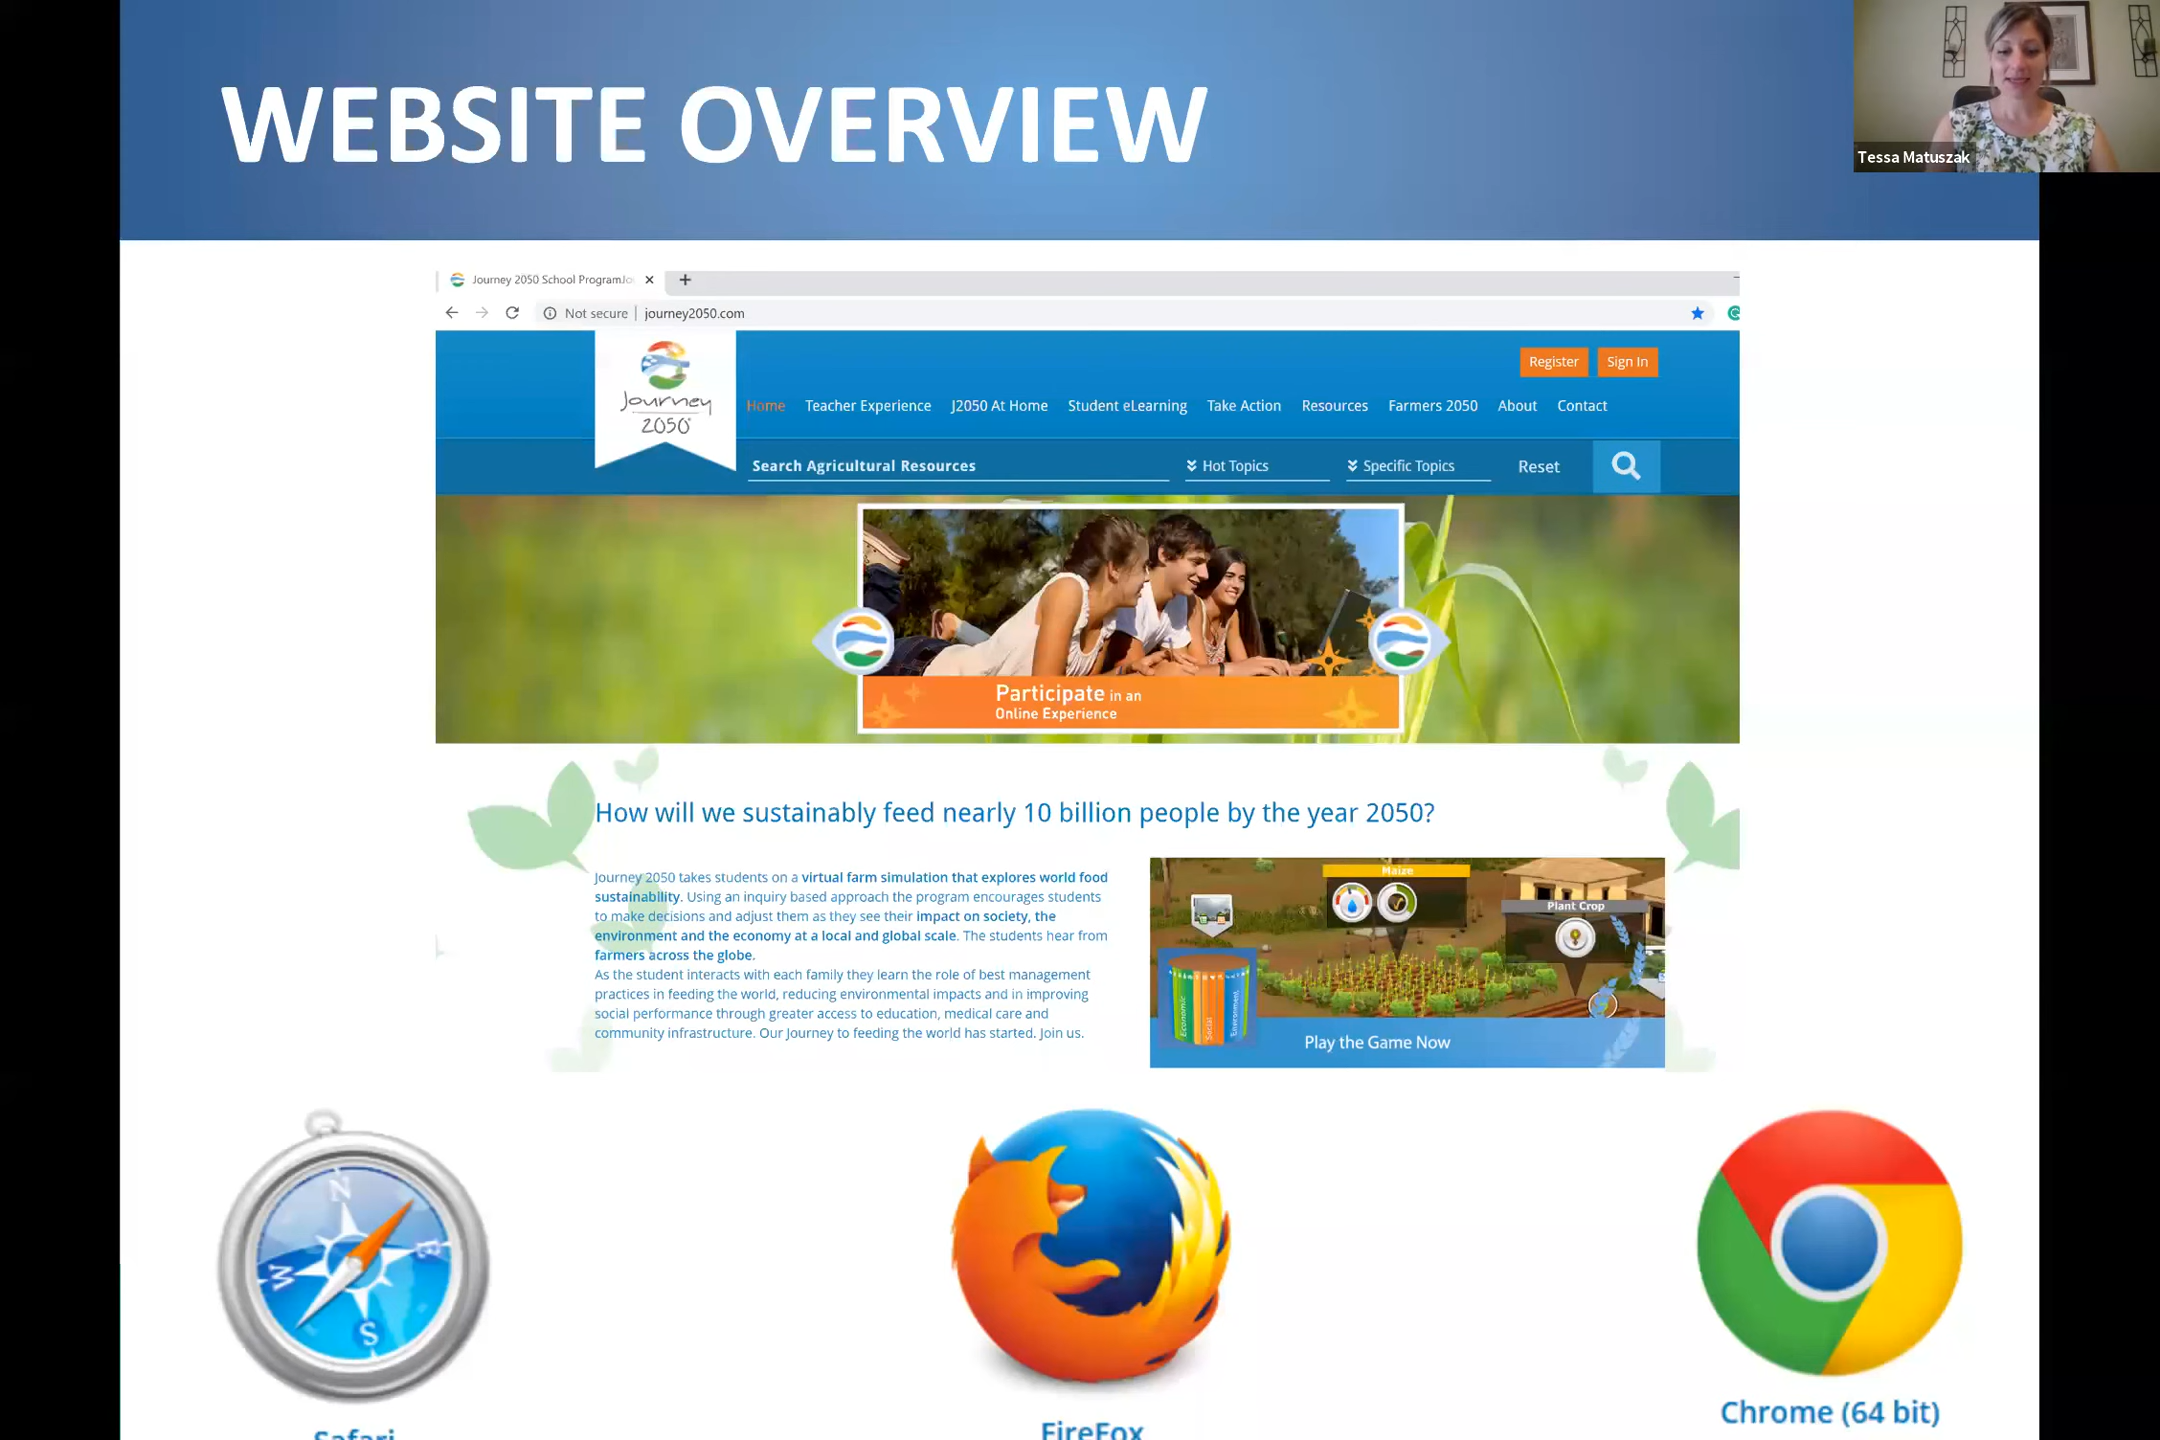 WEBSITE OVERVIEW
Tessa Matuszak
Journey 2050 School Program
Not secure | journey2050.com
Journey
2050
Register
Sign In
Home
Teacher Experience
J2050 At Home
Student eLearning
Take Action
Resources
Farmers 2050
About
Contact
Search Agricultural Resources
Hot Topics
Specific Topics
Reset
Participate in an
Online Experience
How will we sustainably feed nearly 10 billion people by the year 2050?
Journey 2050 takes students on a virtual farm simulation that explores world food
sustainability. Using an inquiry based approach the program encourages students
to make decisions and adjust them as they see their impact on society, the
environment and the economy at a local and global scale. The students hear from
farmers across the globe.
As the student interacts with each family they learn the role of best management
practices in feeding the world, reducing environmental impacts and in improving
social performance through greater access to education, medical care and
community infrastructure. Our Journey to feeding the world has started. Join us.
Maize
Plant Crop
Economic
Social
Environment
Play the Game Now
N
E
S
W
Safari
FireFox
Chrome (64 bit)